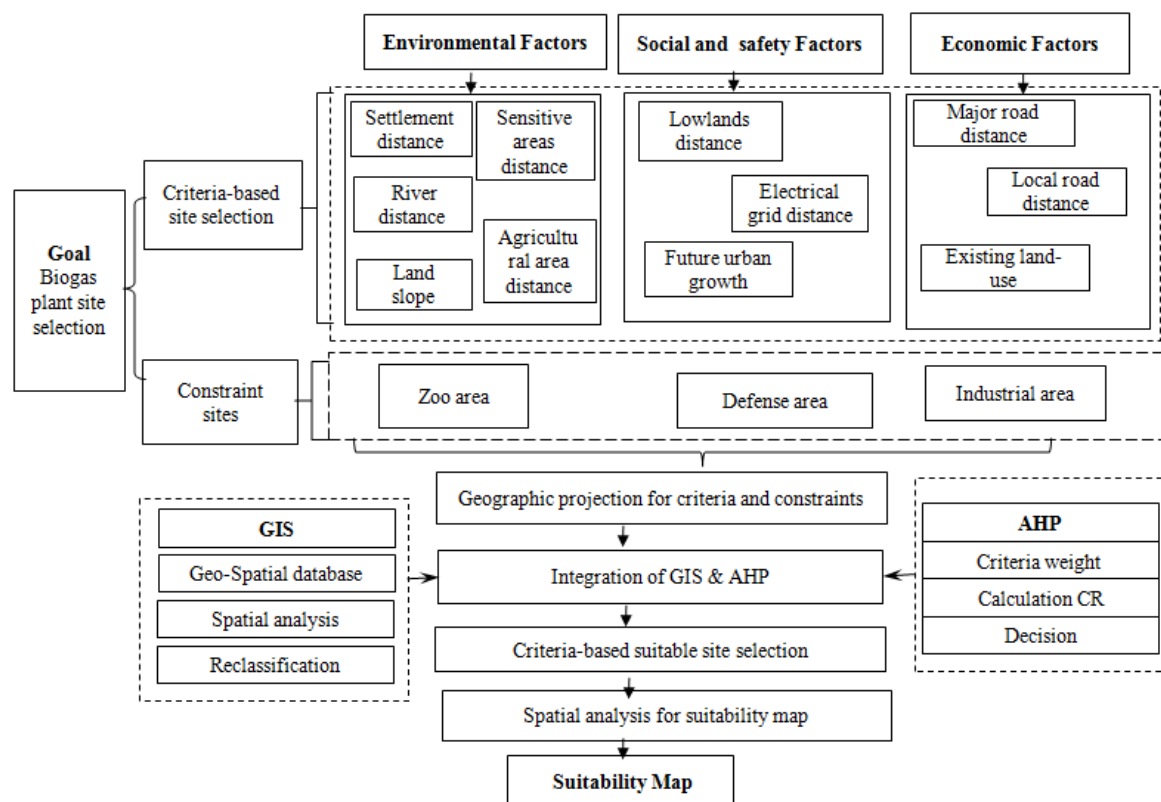 Environmental Factors
Social and safety Factors
Economic Factors
Settlement
distance
Sensitive
areas
distance
River
distance
Agricultu
ral area
distance
Land
slope
Lowlands
distance
Electrical
grid distance
Future urban
growth
Major road
distance
Local road
distance
Existing land-
use
Criteria-based
site selection
Goal
Biogas
plant site
selection
Constraint
sites
Zoo area
Defense area
Industrial area
Geographic projection for criteria and constraints
GIS
Geo-Spatial database
Spatial analysis
Reclassification
Integration of GIS & AHP
AHP
Criteria weight
Calculation CR
Decision
Criteria-based suitable site selection
Spatial analysis for suitability map
Suitability Map